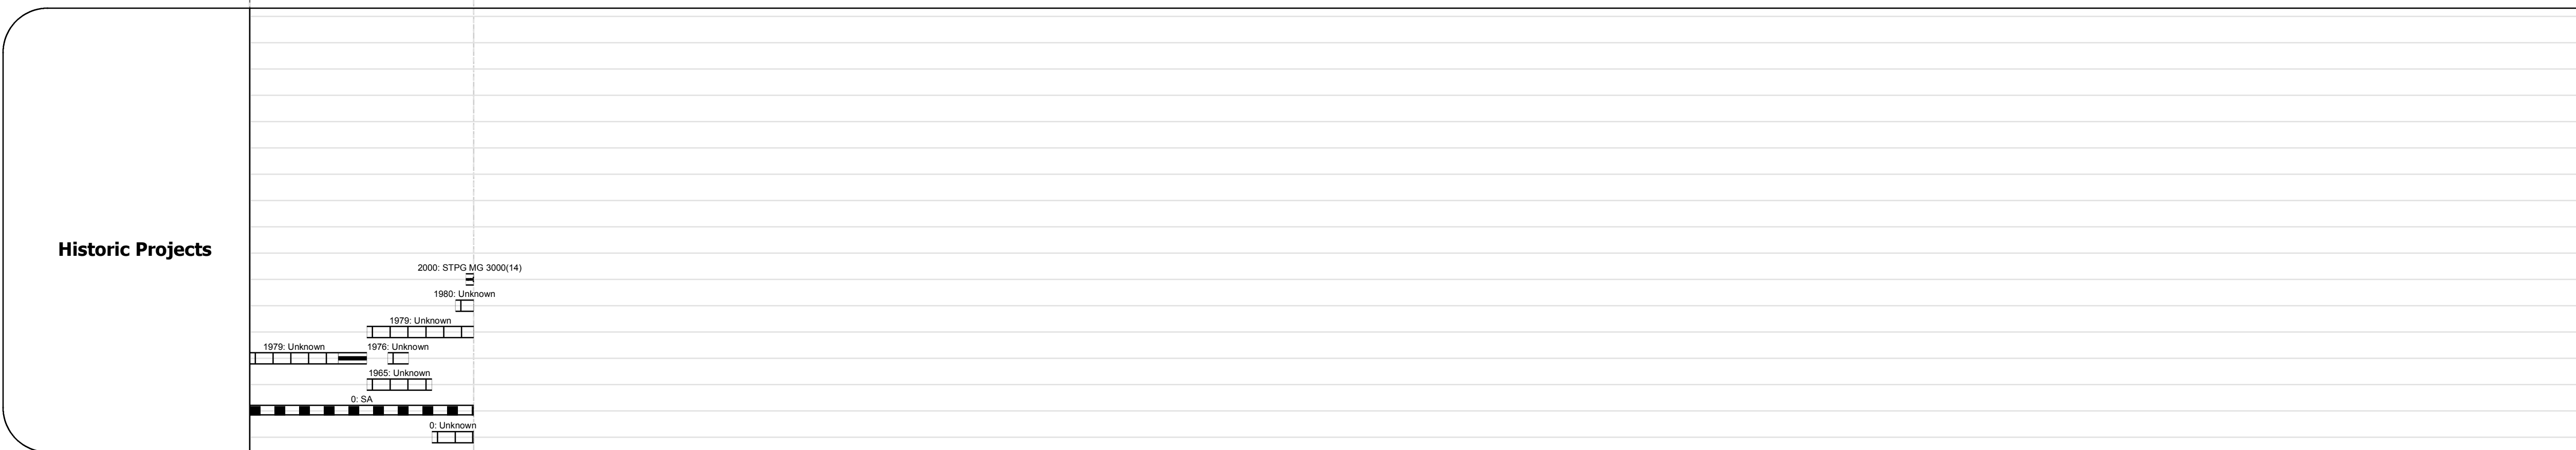 Historic Projects
2000: STPG MG 3000(14)
1980: Unknown
1979: Unknown
1979: Unknown
1976: Unknown
1965: Unknown
0: SA
0: Unknown